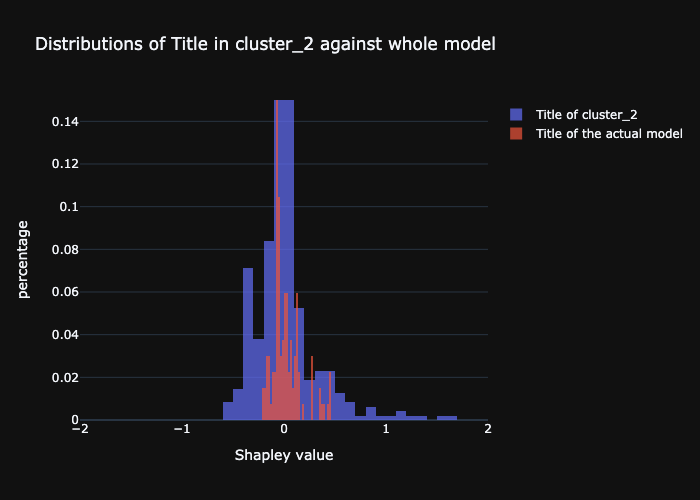 Distributions of Title in cluster_2 against whole model
Title of cluster_2
Title of the actual model
0.14
0.12
0.1
0.08
0.06
0.04
0.02
0
percentage
−2
−1
0
1
2
Shapley value